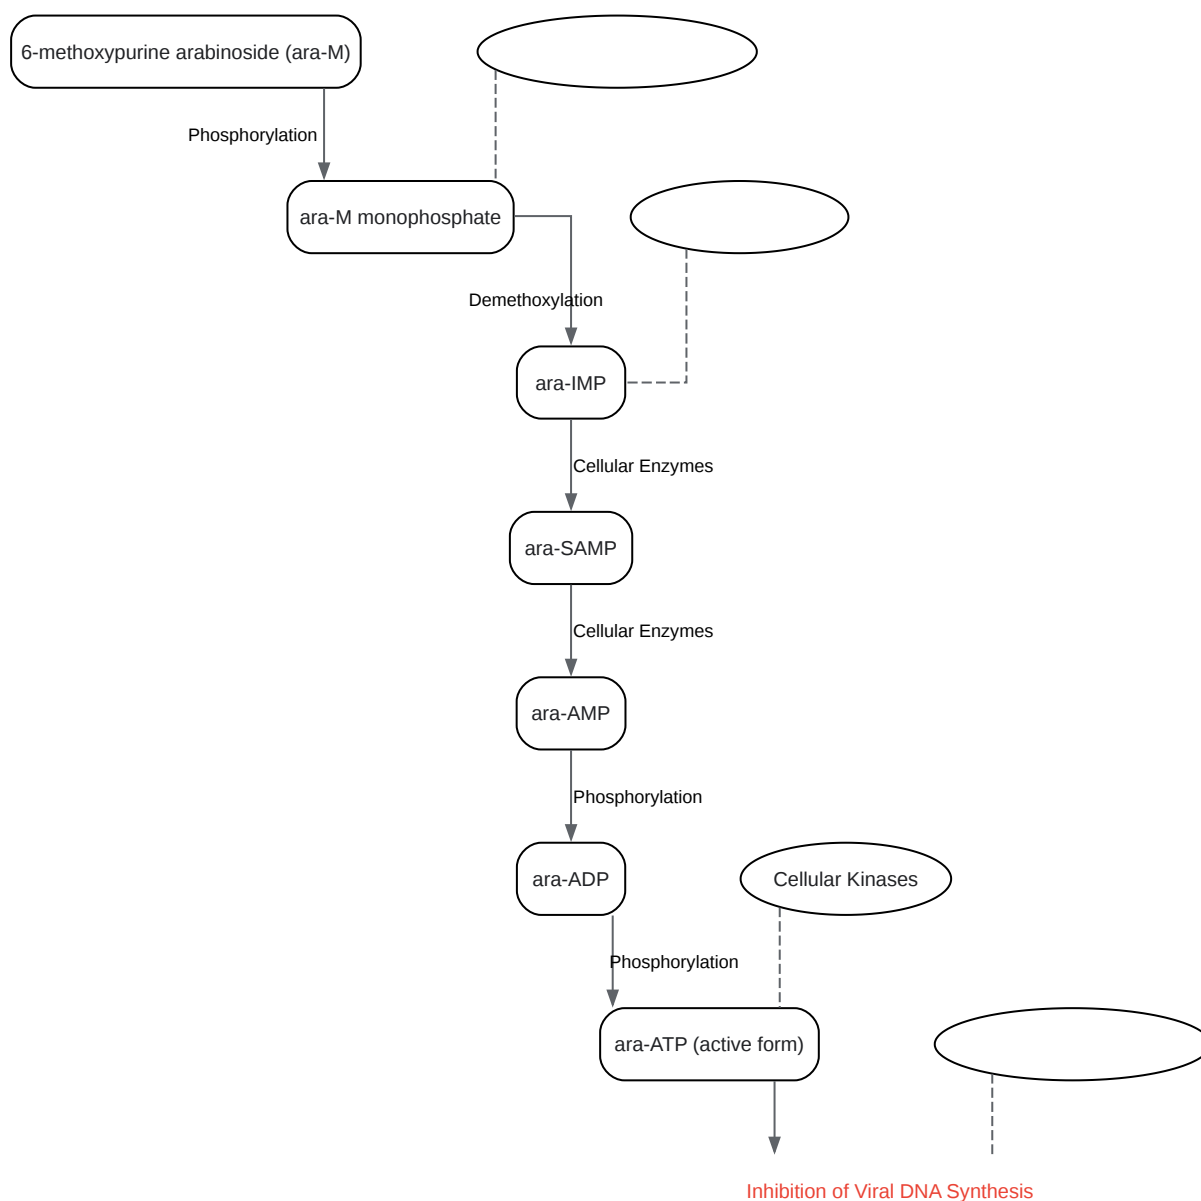 6-methoxypurine arabinoside (ara-M)
Phosphorylation
ara-M monophosphate
Demethoxylation
ara-IMP
Cellular Enzymes
ara-SAMP
Cellular Enzymes
ara-AMP
Phosphorylation
ara-ADP
Cellular Kinases
Phosphorylation
ara-ATP (active form)
Inhibition of Viral DNA Synthesis